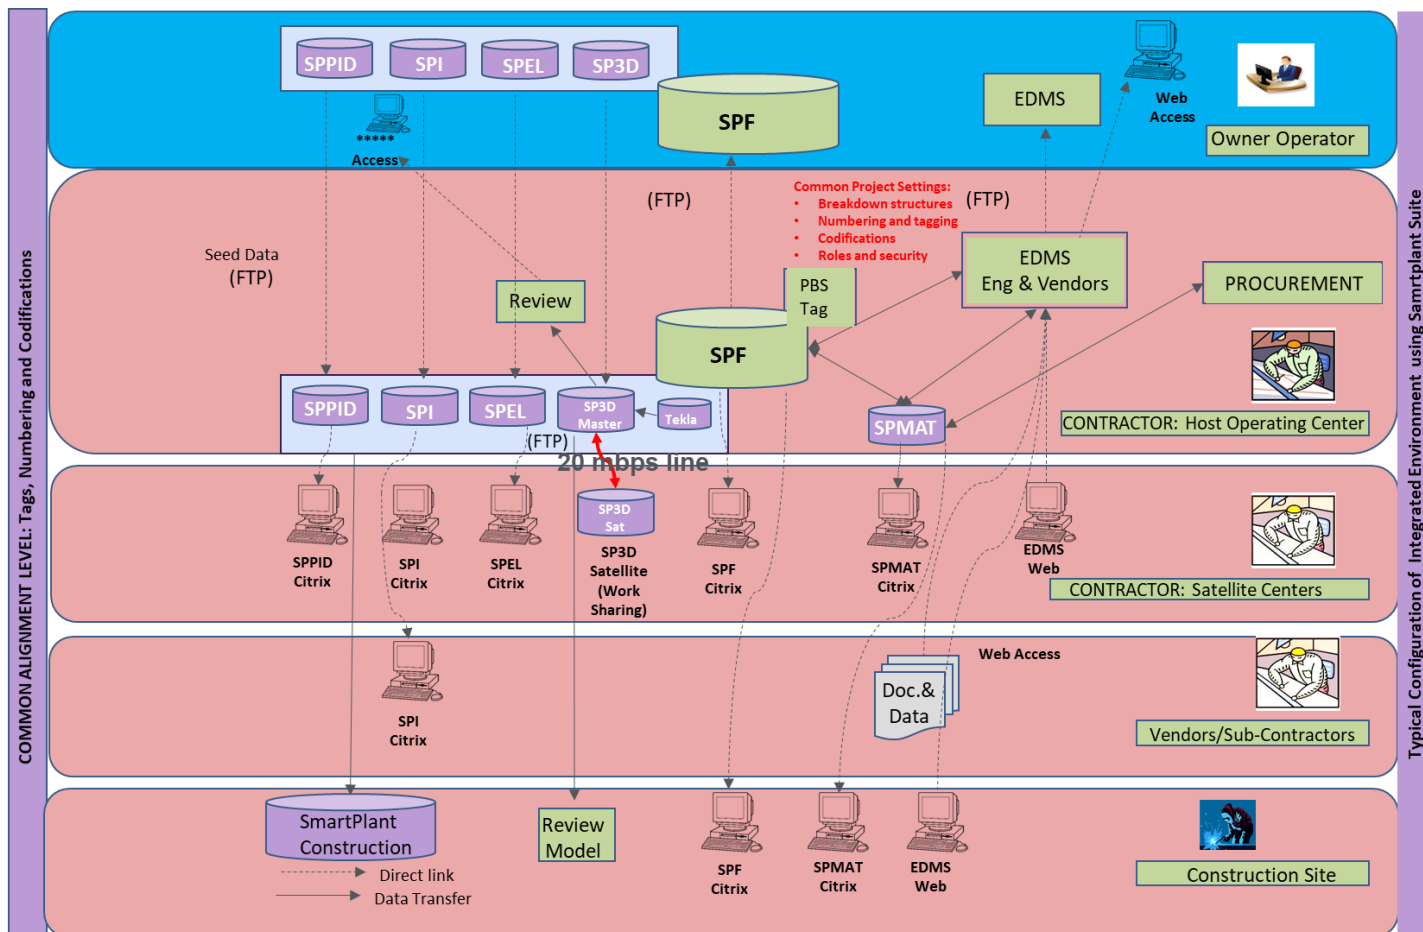 COMMON ALIGNMENT LEVEL: Tags, Numbering and Codifications
Typical Configuration of Integrated Environment using Samrtplant Suite
SPPID
SPI
SPEL
SP3D
SPF
EDMS
Web
Access
Owner Operator
*****
Access
(FTP)
Common Project Settings:
• Breakdown structures
• Numbering and tagging
• Codifications
• Roles and security
(FTP)
Seed Data
(FTP)
Review
PBS
Tag
EDMS
Eng & Vendors
PROCUREMENT
SPF
SPPID
SPI
SPEL
SP3D
Master
Tekla
SPMAT
CONTRACTOR: Host Operating Center
(FTP)
20 mbps line
SP3D
Sat
SPPID
Citrix
SPI
Citrix
SPEL
Citrix
SP3D
Satellite
(Work
Sharing)
SPF
Citrix
SPMAT
Citrix
EDMS
Web
CONTRACTOR: Satellite Centers
SPI
Citrix
Doc.&
Data
Web Access
Vendors/Sub-Contractors
SmartPlant
Construction
Review
Model
SPF
Citrix
SPMAT
Citrix
EDMS
Web
Construction Site
Direct link
Data Transfer